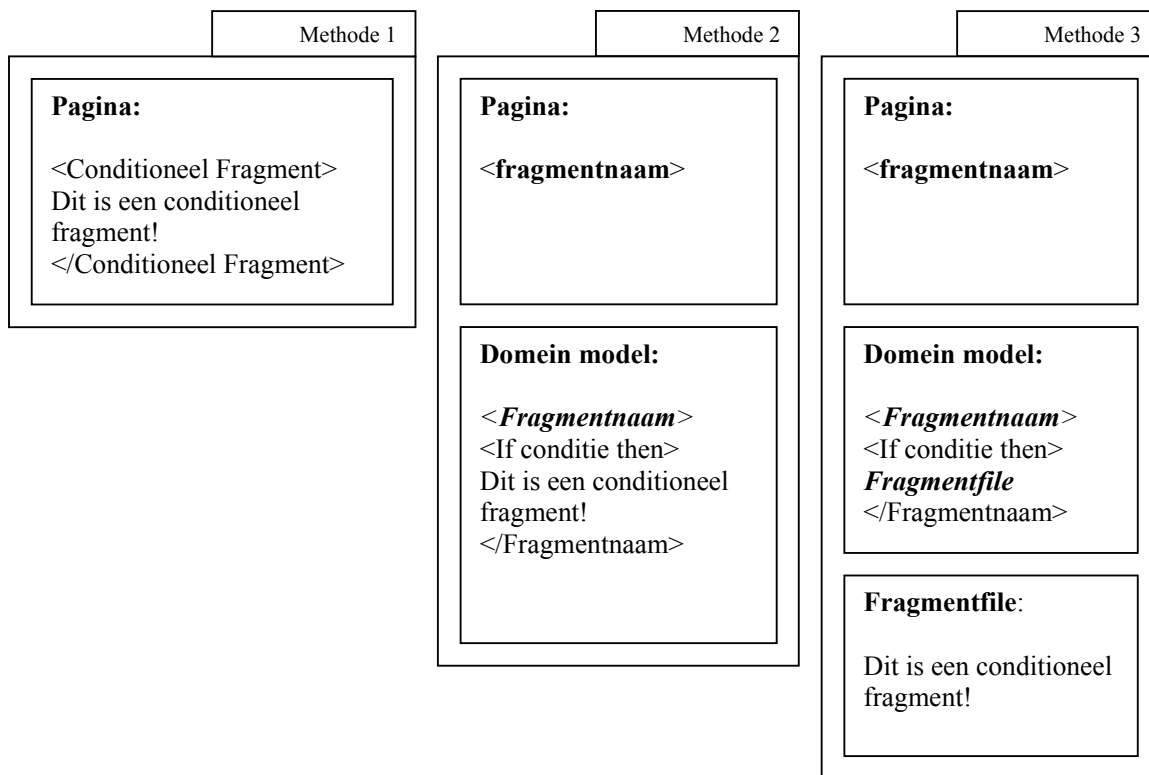 Methode 1
Pagina:
<Conditioneel Fragment>
Dit is een conditioneel
fragment!
</Conditioneel Fragment>
Methode 2
Pagina:
<fragmentnaam>
Domein model:
<Fragmentnaam>
<If conditie then>
Dit is een conditioneel
fragment!
</Fragmentnaam>
Methode 3
Pagina:
<fragmentnaam>
Domein model:
<Fragmentnaam>
<If conditie then>
Fragmentfile
</Fragmentnaam>
Fragmentfile:
Dit is een conditioneel
fragment!